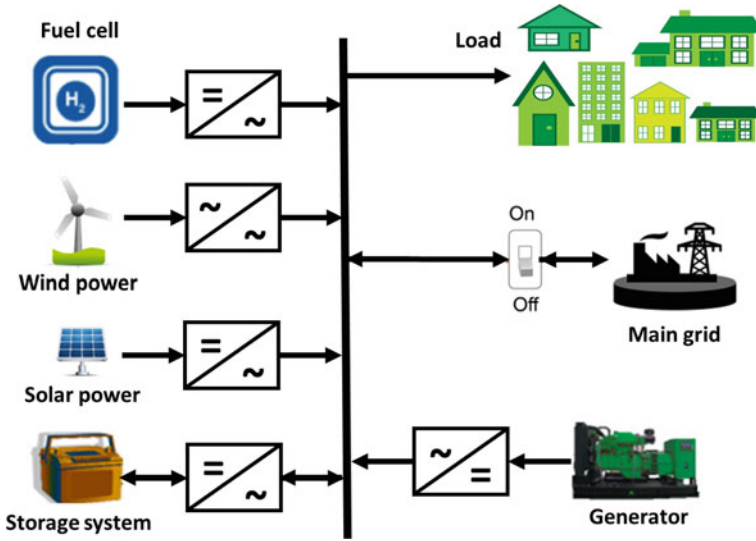 Fuel cell
Load
H2
=
~
~
~
On
Wind power
Off
Main grid
=
~
Solar power
=
~
~
=
Storage system
Generator